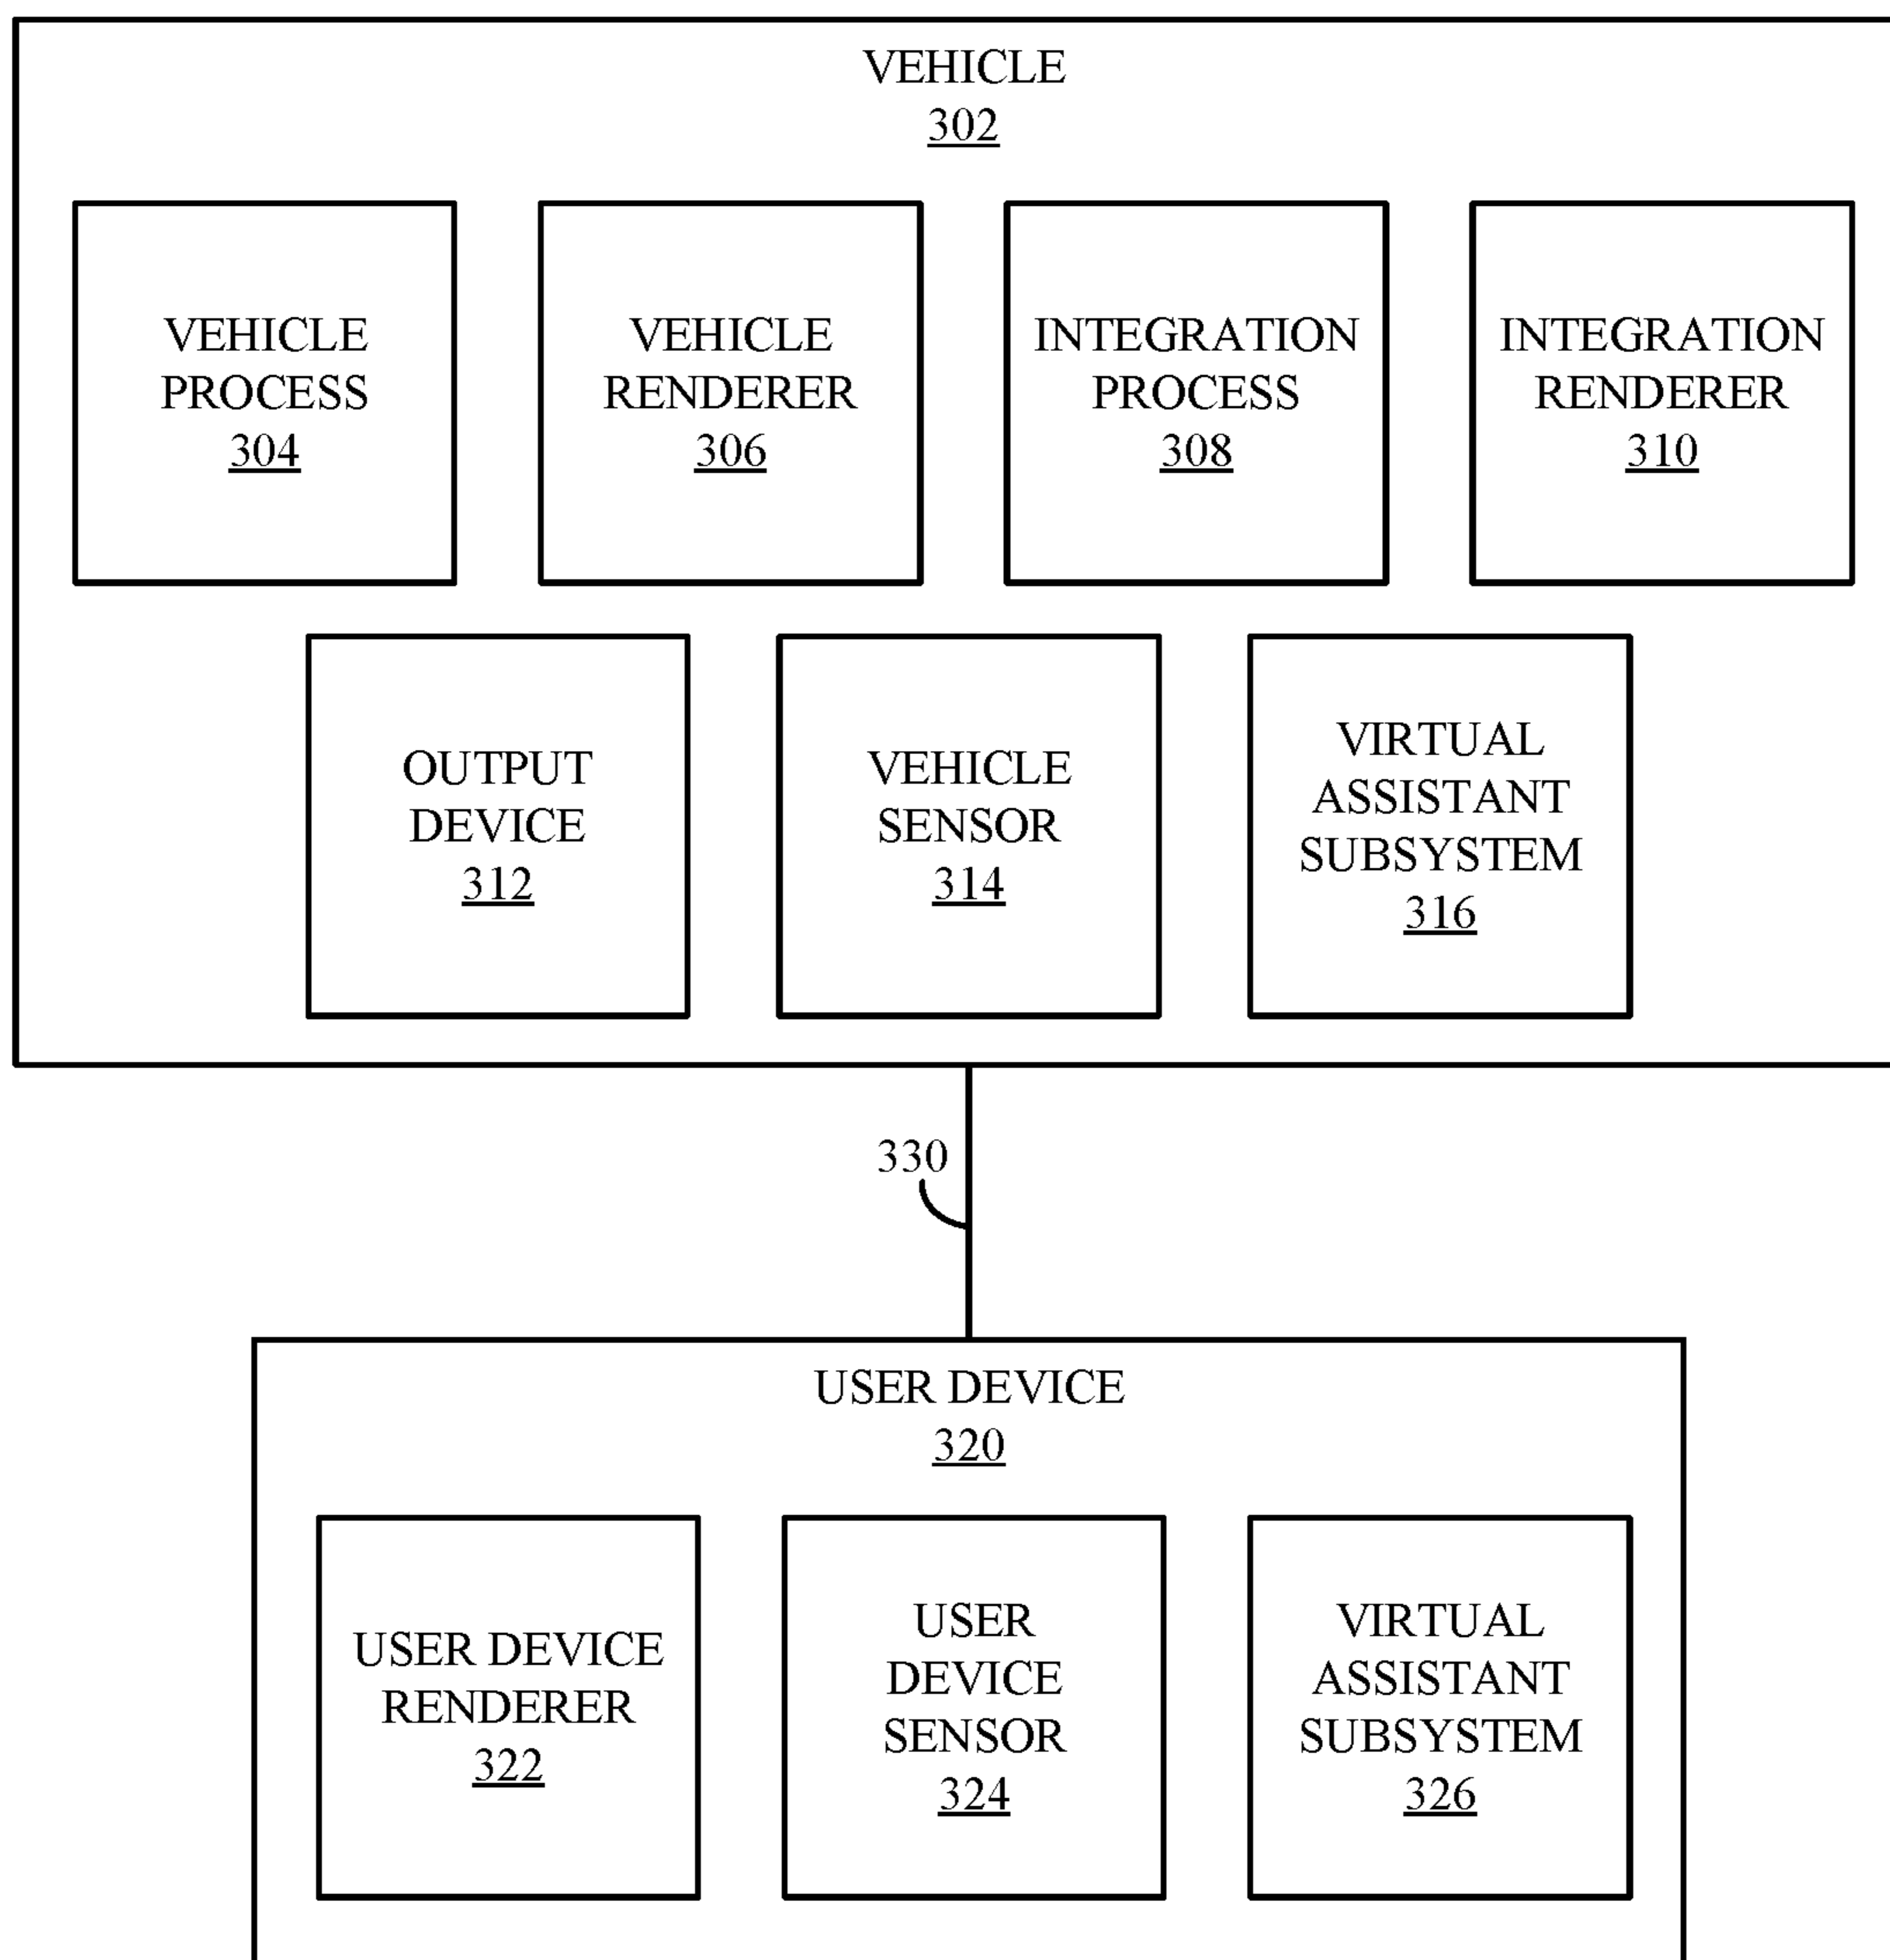 VEHICLE
302
VEHICLE
PROCESS
304
VEHICLE
RENDERER
306
INTEGRATION
PROCESS
308
INTEGRATION
RENDERER
310
OUTPUT
DEVICE
312
VEHICLE
SENSOR
314
VIRTUAL
ASSISTANT
SUBSYSTEM
316
330
USER DEVICE
320
USER DEVICE
RENDERER
322
USER
DEVICE
SENSOR
324
VIRTUAL
ASSISTANT
SUBSYSTEM
326